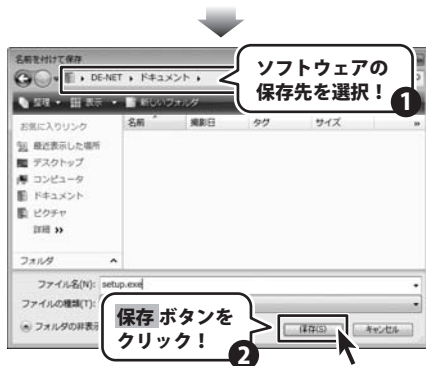 名前を付けて保存
DE-NET ▸ ドキュメント ▸
ソフトウェアの
保存先を選択！
1
整理 表示 新しいフォルダ
お気に入りリンク
名前 撮影日 タグ サイズ »
最近表示した場所
デスクトップ
コンピュータ
ドキュメント
ピクチャ
詳細 »
フォルダ
ファイル名(N): setup.exe
ファイルの種類(T):
保存 ボタンを
クリック！
2
フォルダの非表示
保存(S) キャンセル